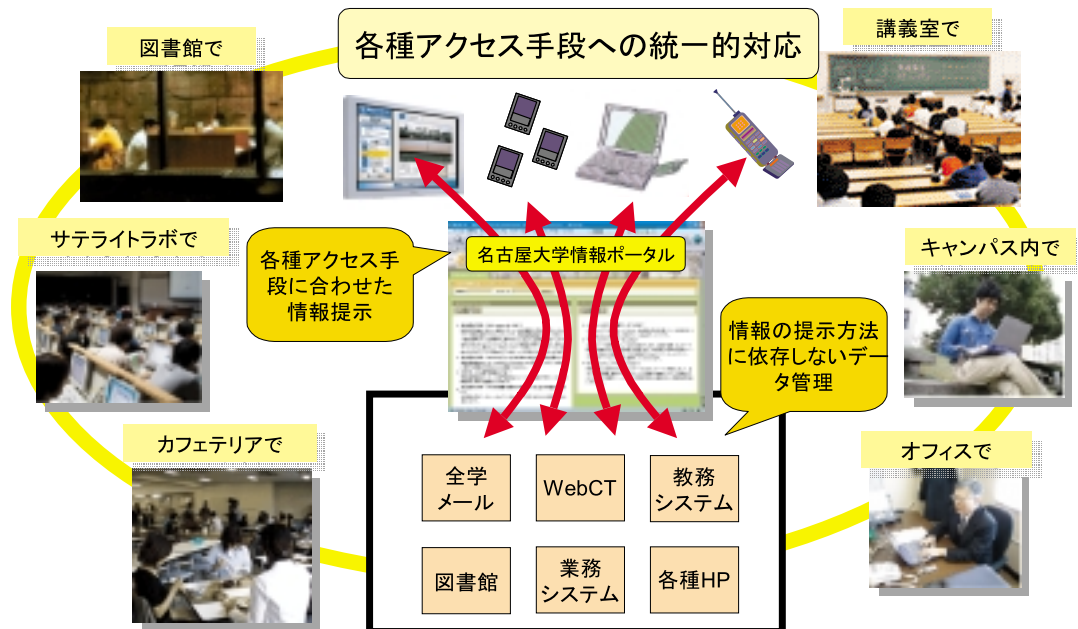 各種アクセス手段への統一的対応
図書館で
講義室で
サテライトラボで
キャンパス内で
各種アクセス手
段に合わせた
情報提示
名古屋大学情報ポータル
情報の提示方法
に依存しないデー
タ管理
カフェテリアで
オフィスで
全学
メール
WebCT
教務
システム
図書館
業務
システム
各種HP